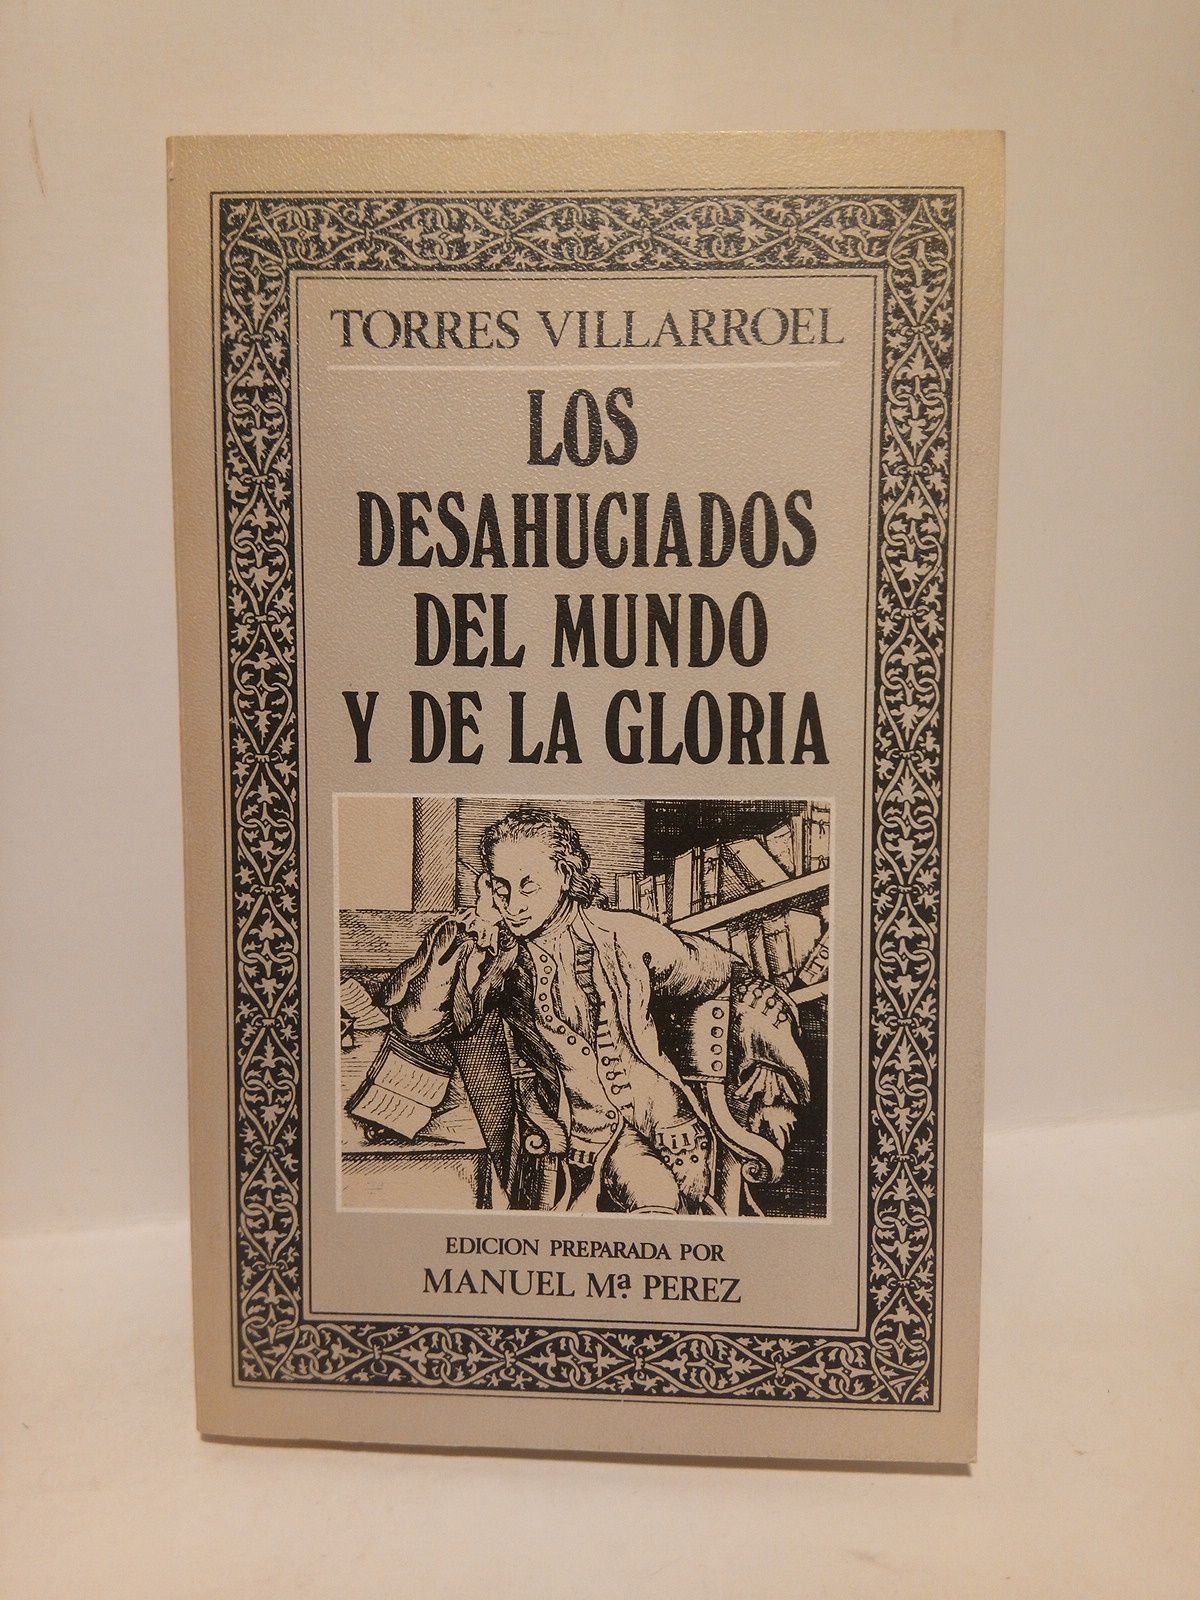 TORRES VILLARROEL
LOS
DESAHUCIADOS
DEL MUNDO
Y DE LA GLORIA
EDICION PREPARADA POR
MANUEL Mª. PEREZ